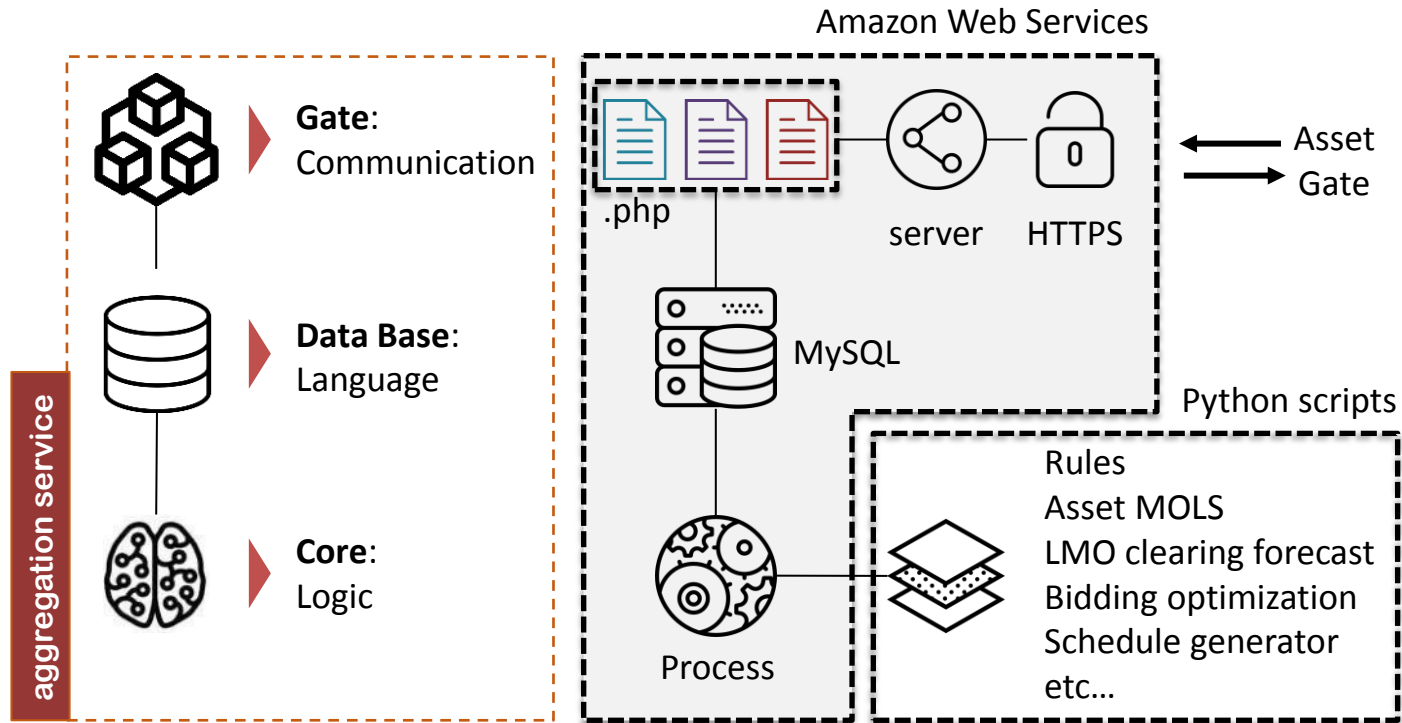 Amazon Web Services
Gate:
Communication
Data Base:
Language
Core:
Logic
aggregation service
.php
server
HTTPS
Asset
Gate
MySQL
Process
Python scripts
Rules
Asset MOLS
LMO clearing forecast
Bidding optimization
Schedule generator
etc...